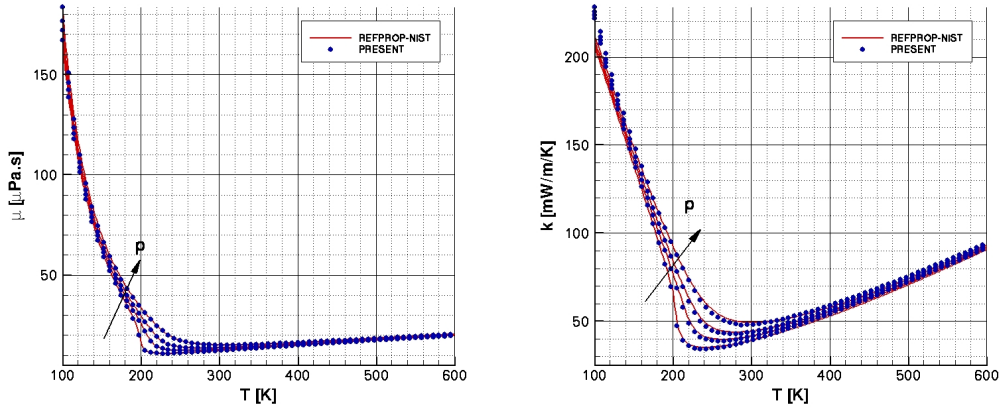 REFPROP-NIST
PRESENT
150
100
50
μ [μPa.s]
p
100 200 300 400 500 600
T [K]
REFPROP-NIST
PRESENT
200
150
100
50
k [mW/m/K]
p
100 200 300 400 500 600
T [K]